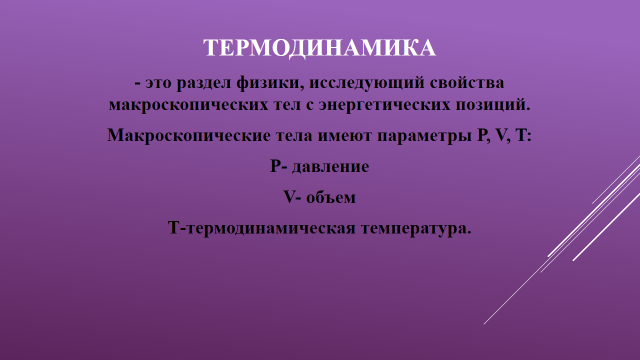 ТЕРМОДИНАМИКА
- это раздел физики, исследующий свойства
макроскопических тел с энергетических позиций.
Макроскопические тела имеют параметры P, V, T:
P- давление
V- объем
Т-термодинамическая температура.